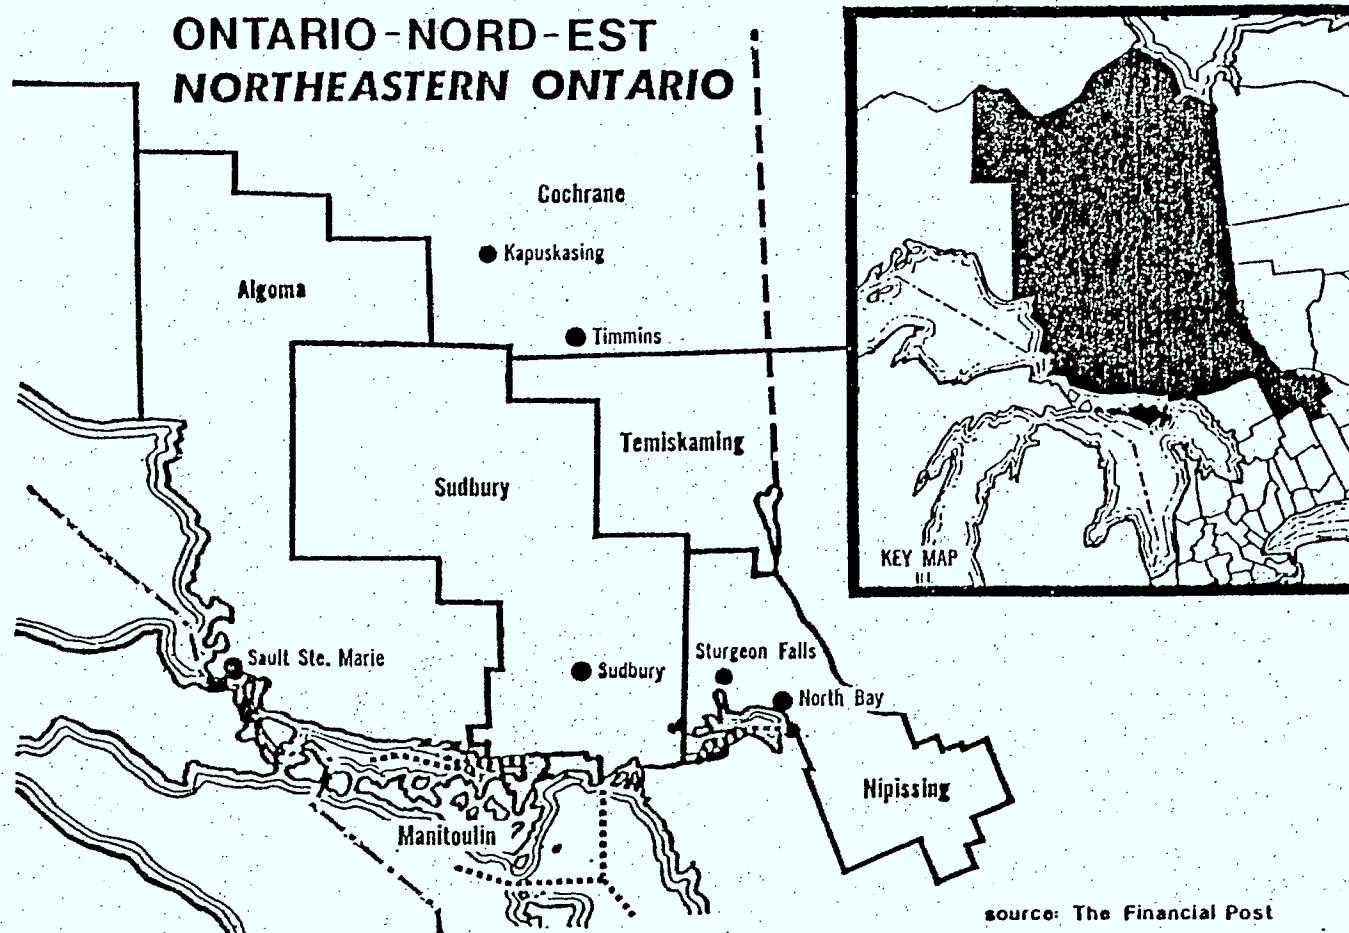 ONTARIO-NORD-EST
NORTHEASTERN ONTARIO
Cochrane
Kapuskasing
Algoma
Timmins
Temiskaming
Sudbury
KEY MAP
Sturgeon Falls
Sault Ste. Marie
Sudbury
North Bay
Nipissing
Manitoulin
source: The Financial Post